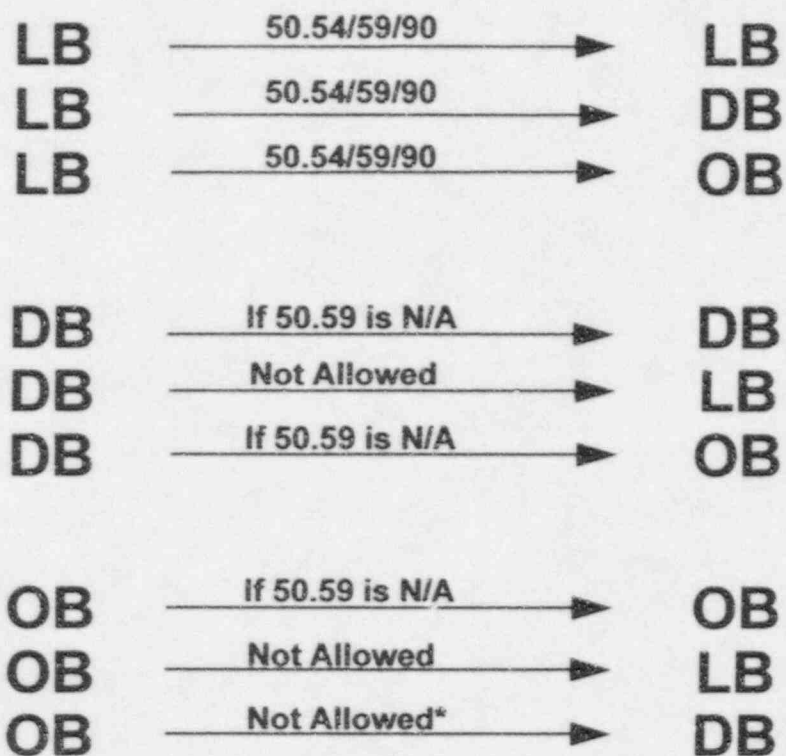 LB 50.54/59/90 LB
LB 50.54/59/90 DB
LB 50.54/59/90 OB
DB If 50.59 is N/A DB
DB Not Allowed LB
DB If 50.59 is N/A OB
OB If 50.59 is N/A OB
OB Not Allowed LB
OB Not Allowed* DB